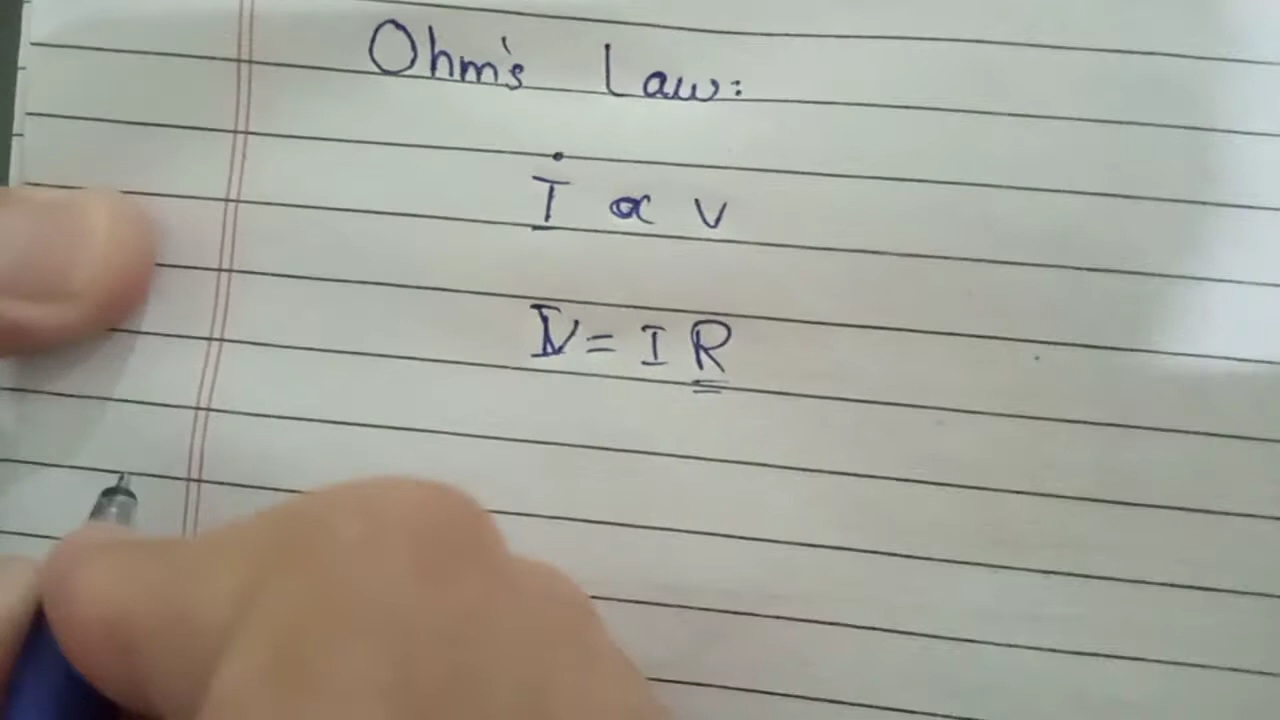 Ohm's Law:
I ∝ V
V = I R